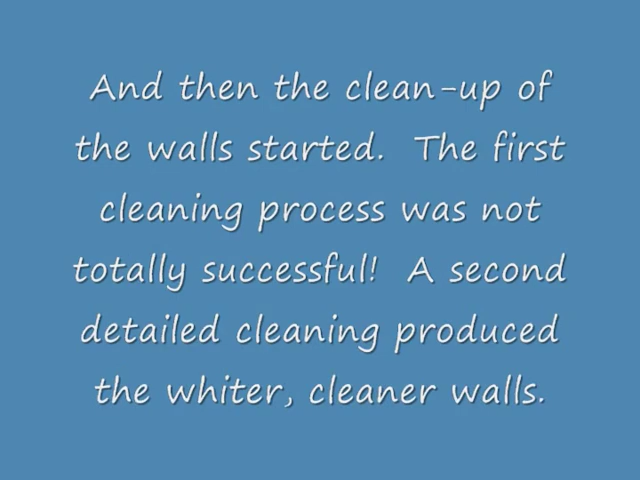 And then the clean-up of
the walls started. The first
cleaning process was not
totally successful! A second
detailed cleaning produced
the whiter, cleaner walls.